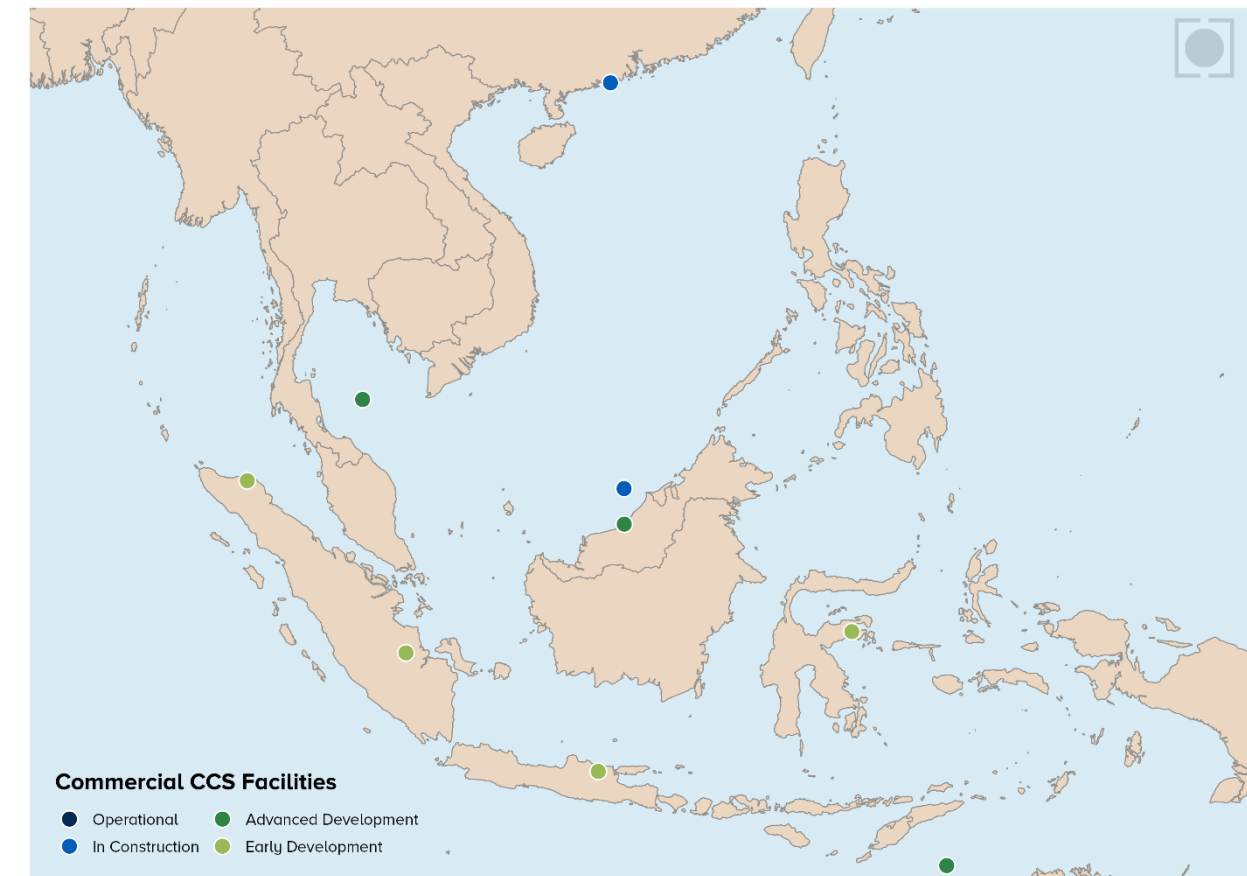 Commercial CCS Facilities
Operational
Advanced Development
In Construction
Early Development